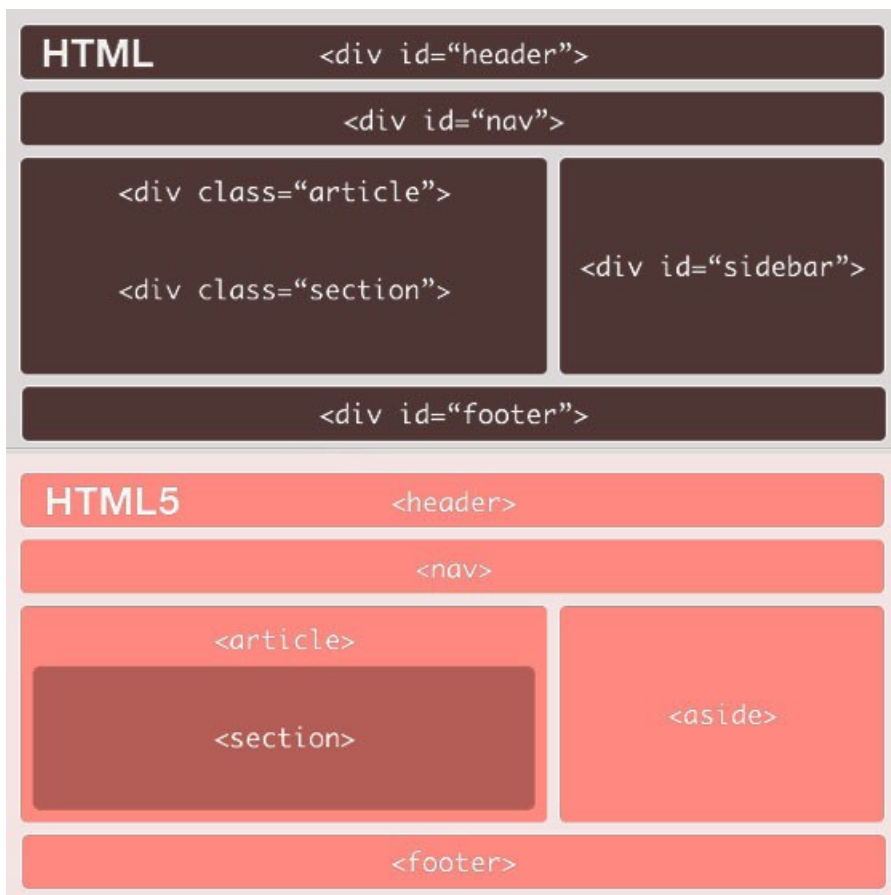 HTML <div id=“header”>
<div id=“nav”>
<div class=“article”>
<div class=“section”>
<div id=“sidebar”>
<div id=“footer”>
HTML5 <header>
<nav>
<article>
<section>
<aside>
<footer>